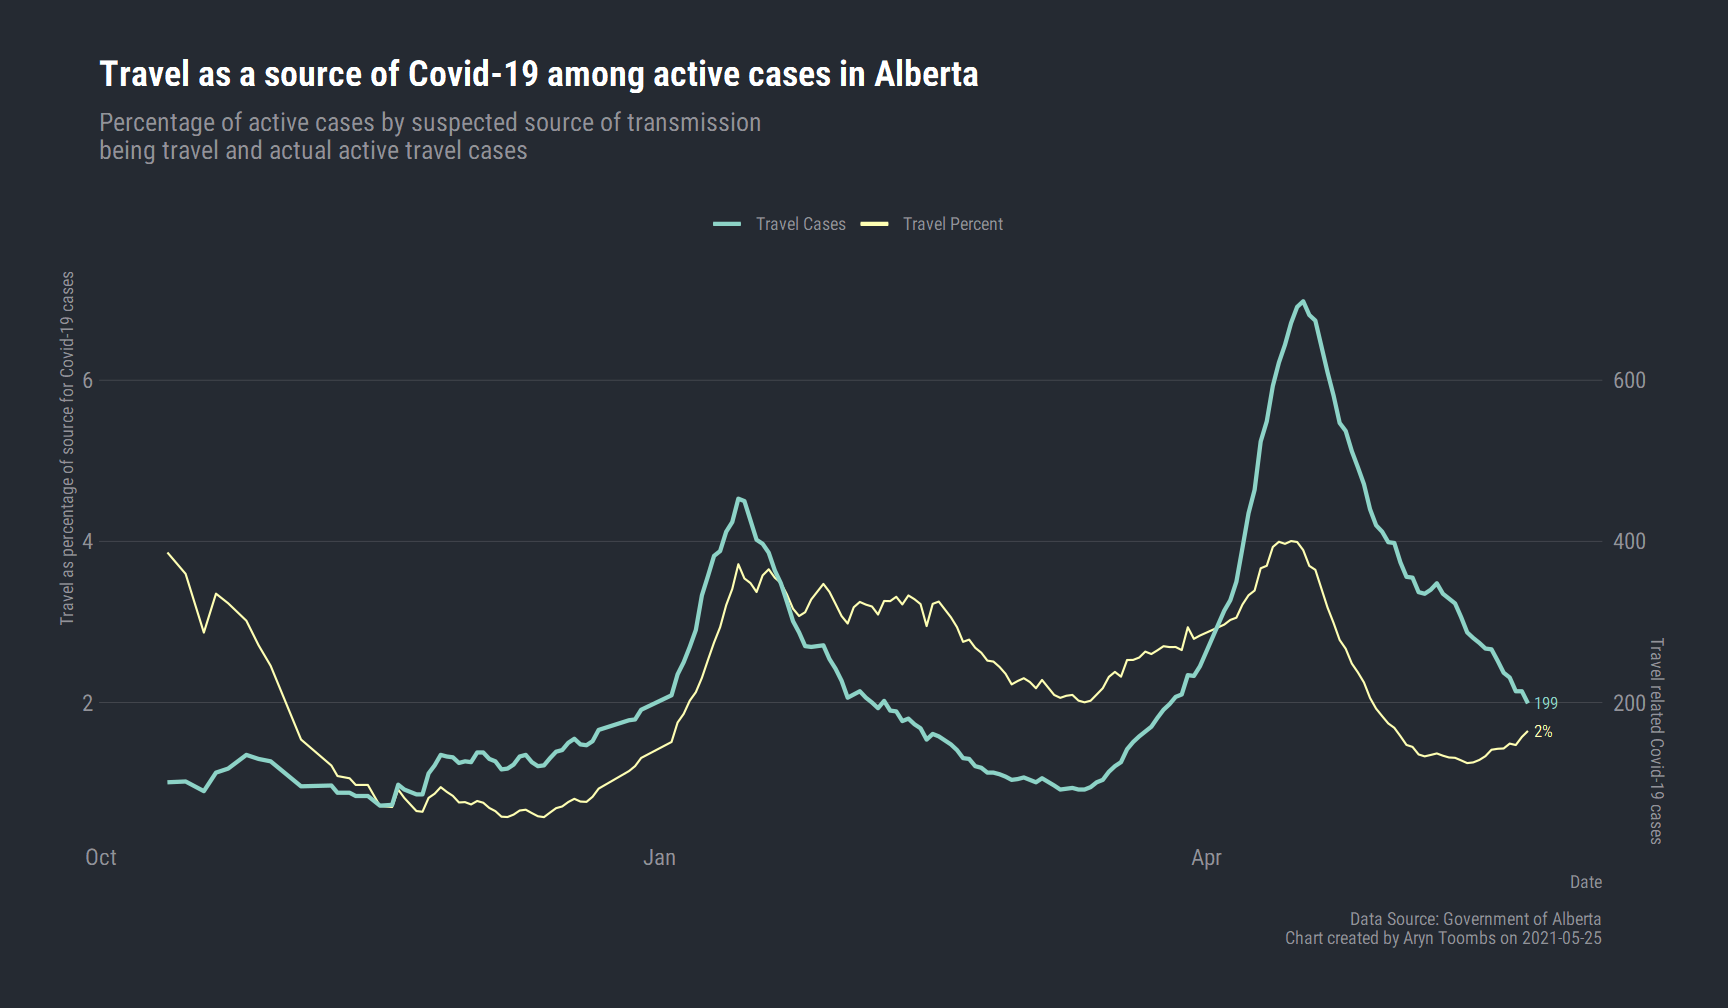 Travel as a source of Covid-19 among active cases in Alberta
Percentage of active cases by suspected source of transmission
being travel and actual active travel cases
Travel Cases
Travel Percent
Travel as percentage of source for Covid-19 cases
6
4
2
600
400
200
199
2%
Travel related Covid-19 cases
Oct
Jan
Apr
Date
Data Source: Government of Alberta
Chart created by Aryn Toombs on 2021-05-25